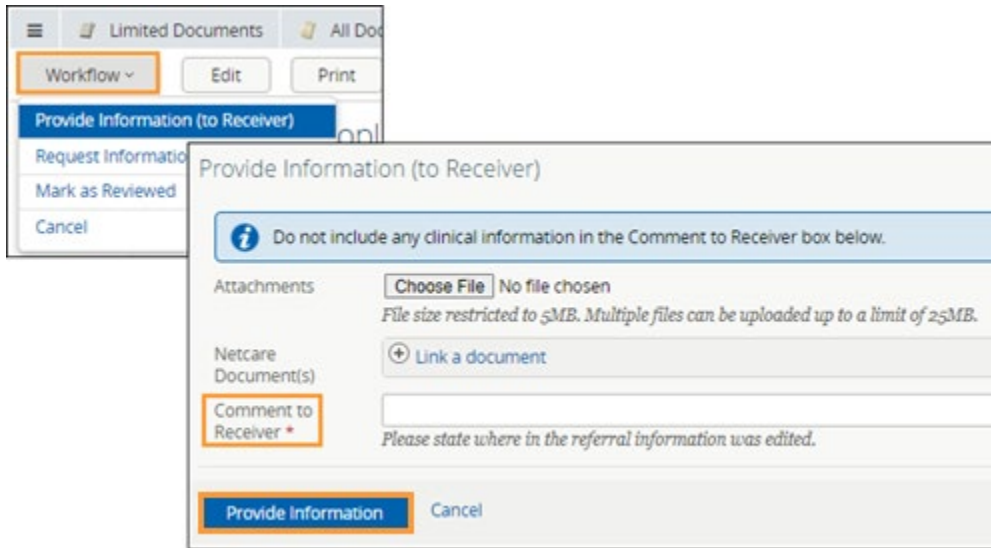 Limited Documents All Doc
Workflow Edit Print
Provide Information (to Receiver)
Request Informatio
Mark as Reviewed
Cancel
Provide Information (to Receiver)
Do not include any clinical information in the Comment to Receiver box below.
Attachments Choose File No file chosen
File size restricted to 5MB. Multiple files can be uploaded up to a limit of 25MB.
Netcare
Document(s)
Link a document
Comment to
Receiver *
Please state where in the referral information was edited.
Provide Information Cancel